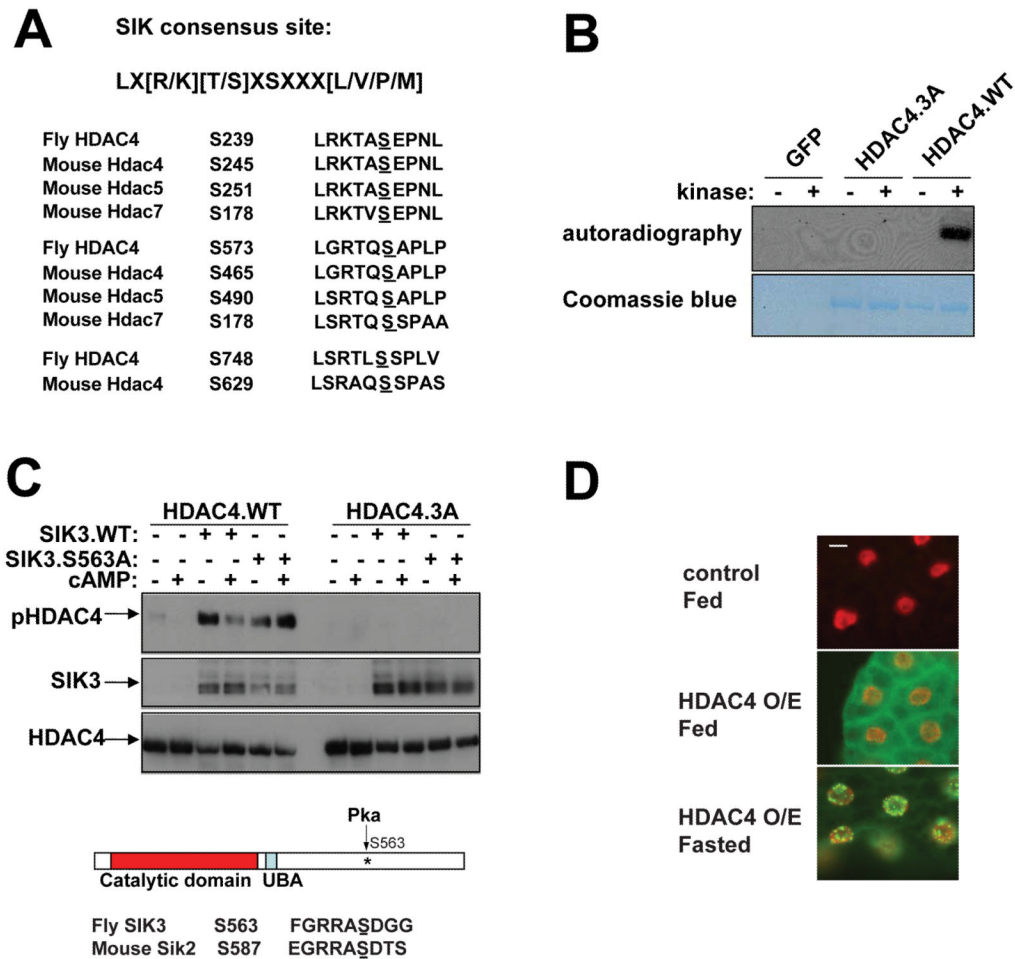 A
SIK consensus site:
LX[R/K][T/S]XSXXX[L/V/P/M]
Fly HDAC4 S239 LRKTASEPNL
Mouse Hdac4 S245 LRKTASEPNL
Mouse Hdac5 S251 LRKTASEPNL
Mouse Hdac7 S178 LRKTVSEPNL
Fly HDAC4 S573 LGRTQSAPLP
Mouse Hdac4 S465 LGRTQSAPLP
Mouse Hdac5 S490 LSRTQSAPLP
Mouse Hdac7 S178 LSRTQSSPAA
Fly HDAC4 S748 LSRTLSSPLV
Mouse Hdac4 S629 LSRAQSSPAS
B
GFP HDAC4.3A HDAC4.WT
kinase: - + - + - +
autoradiography
Coomassie blue
C
HDAC4.WT HDAC4.3A
SIK3.WT: - - + + - - - - + + - -
SIK3.S563A: - - - - + + - - - - + +
cAMP: - + - + - + - + - + - +
pHDAC4
SIK3
HDAC4
Pka
S563
*
Catalytic domain UBA
Fly SIK3 S563 FGRRASDGG
Mouse Sik2 S587 EGRRASDTS
D
control
Fed
HDAC4 O/E
Fed
HDAC4 O/E
Fasted